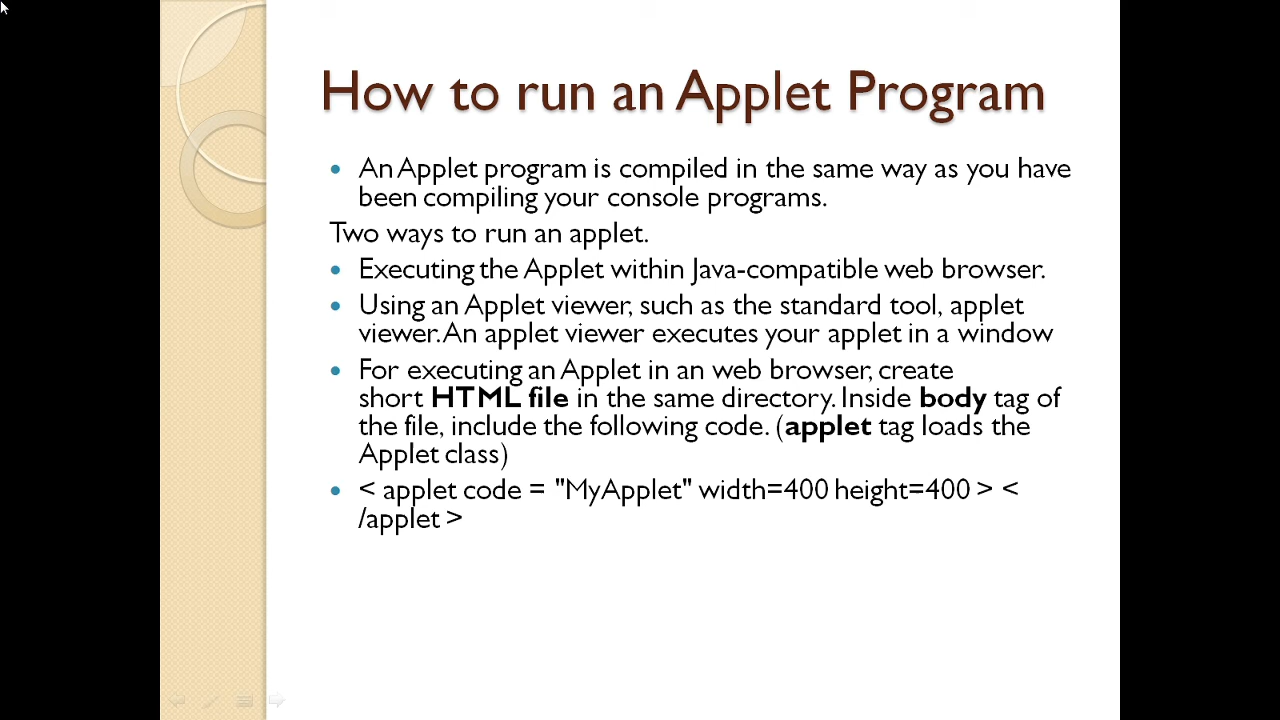 How to run an Applet Program
An Applet program is compiled in the same way as you have
been compiling your console programs.
Two ways to run an applet.
Executing the Applet within Java-compatible web browser.
Using an Applet viewer, such as the standard tool, applet
viewer. An applet viewer executes your applet in a window
For executing an Applet in an web browser, create
short HTML file in the same directory. Inside body tag of
the file, include the following code. (applet tag loads the
Applet class)
< applet code = "MyApplet" width=400 height=400 > <
/applet >